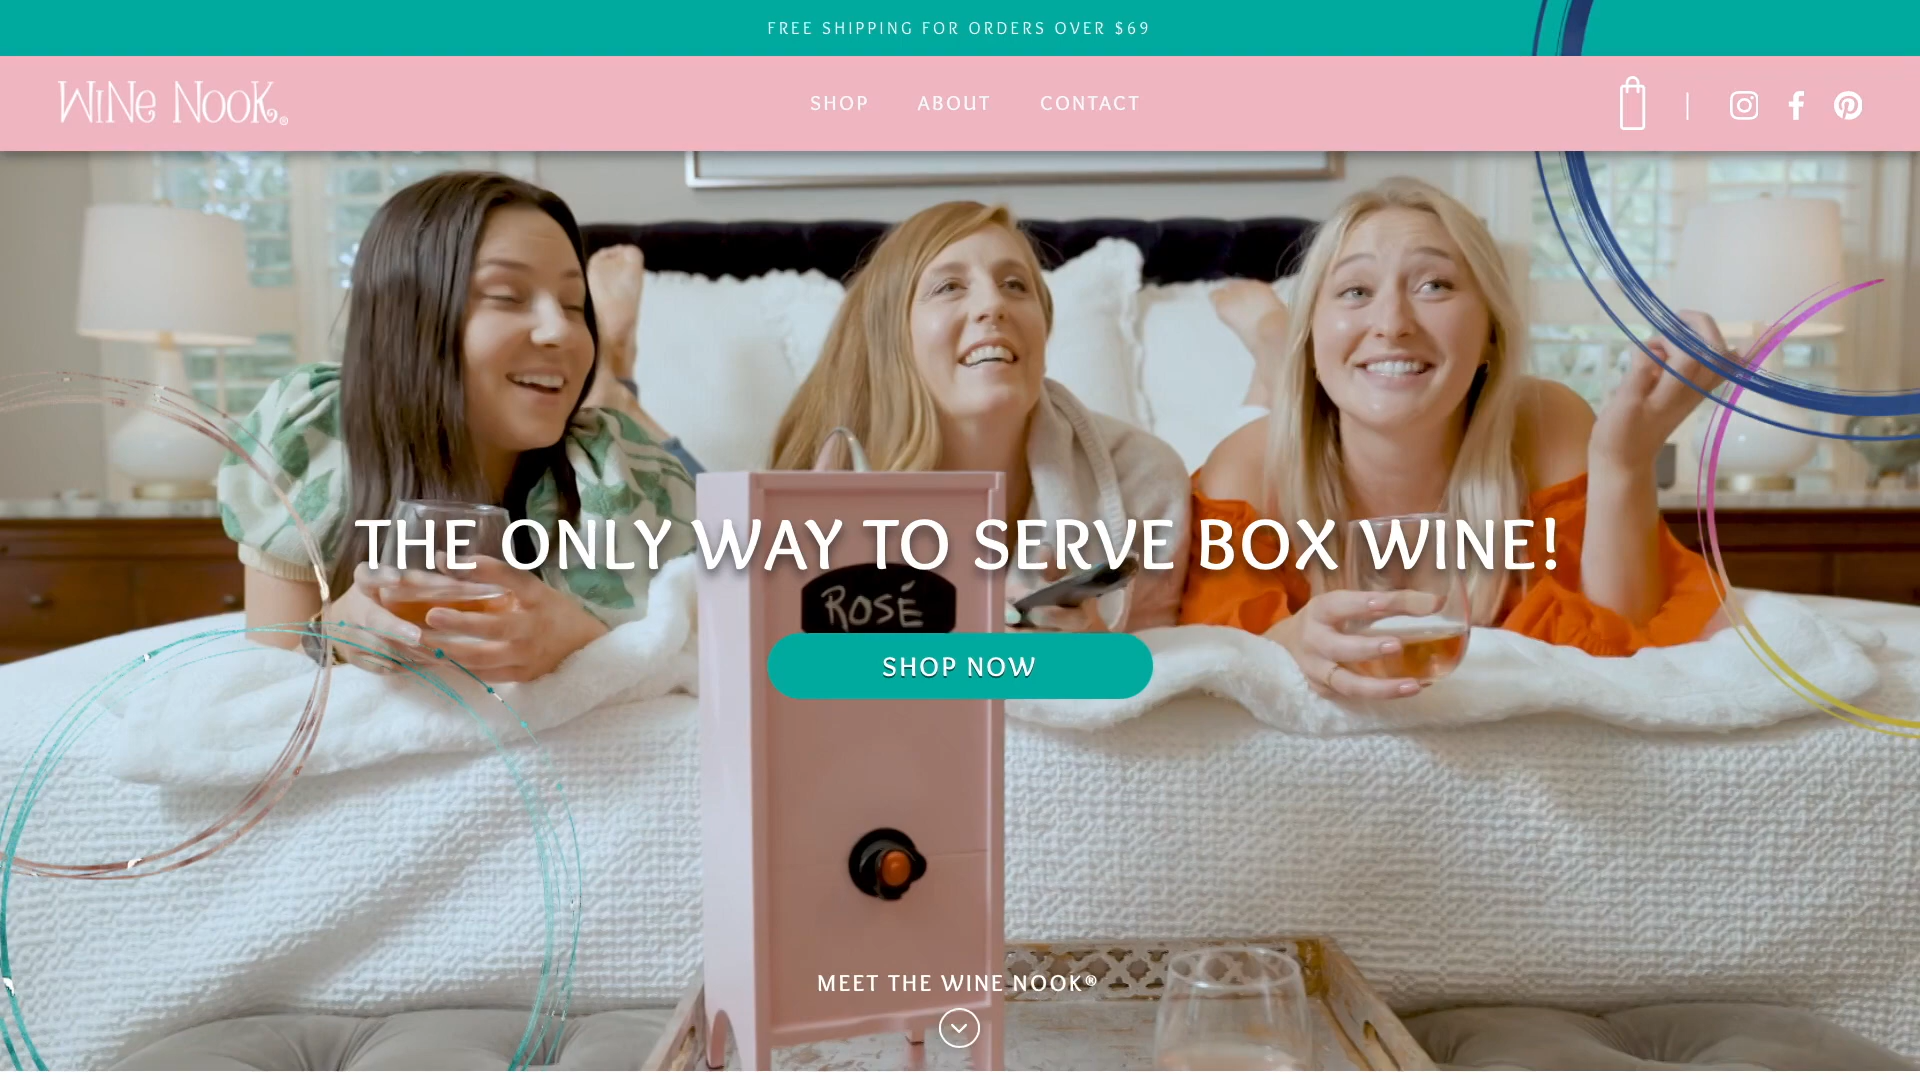 FREE SHIPPING FOR ORDERS OVER $69
WINe NOOK®
SHOP
ABOUT
CONTACT
THE ONLY WAY TO SERVE BOX WINE!
ROSÉ
SHOP NOW
MEET THE WINE NOOK®